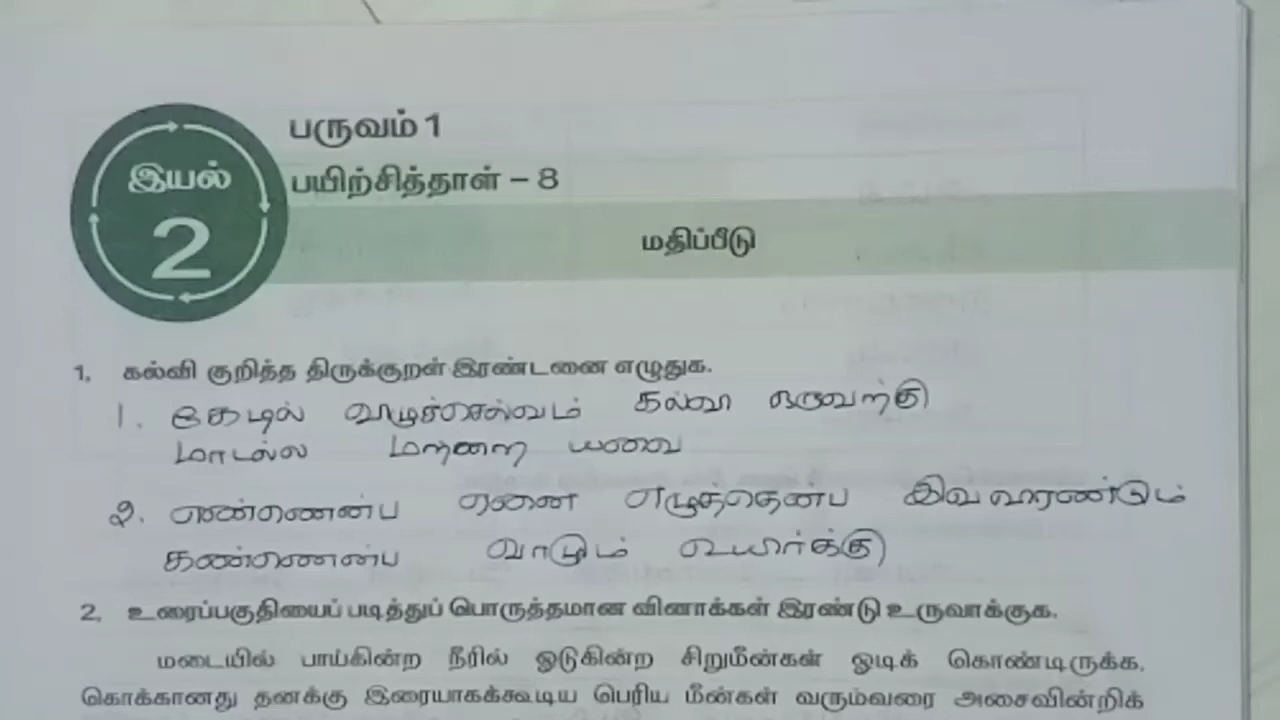 பருவம் 1
இயல்
2
பயிற்சித்தாள் – 8
மதிப்பீடு
1. கல்வி குறித்த திருக்குறள் இரண்டனை எழுதுக.
1. கேடில் வுழுச்செல்வம் கல்வி ஒருவற்கு
மாடல்ல மற்றை யவை
2. எண்ணென்ப ஏனை எழுத்தென்ப இவ்விரண்டும்
கண்ணென்ப வாழும் உயிர்க்கு
2. உரைப்பகுதியைப் படித்துப் பொருத்தமான வினாக்கள் இரண்டு உருவாக்குக.
மடையில் பாய்கின்ற நீரில் ஓடுகின்ற சிறுமீன்கள் ஓடிக் கொண்டிருக்க,
கொக்கானது தனக்கு இரையாகக்கூடிய பெரிய மீன்கள் வரும்வரை அசைவின்றிக்